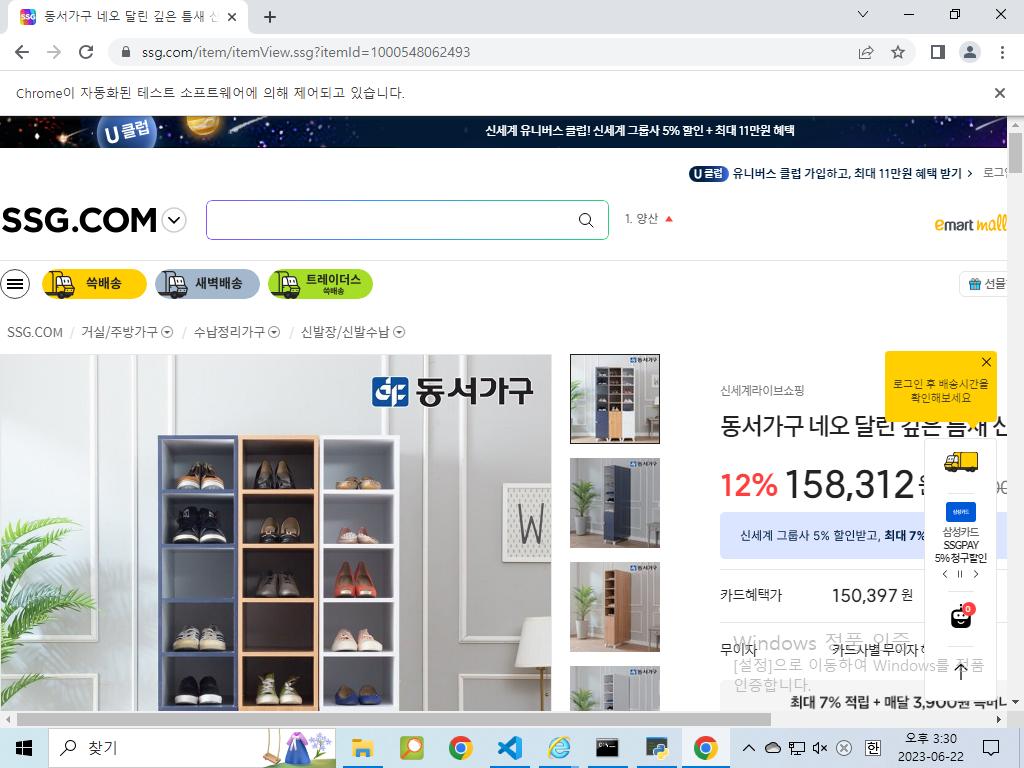 동서가구 네오 달린 깊은 틈새 신
ssg.com/item/itemView.ssg?itemId=1000548062493
Chrome이 자동화된 테스트 소프트웨어에 의해 제어되고 있습니다.
U 클럽
신세계 유니버스 클럽! 신세계 그룹사 5% 할인 + 최대 11만원 혜택
U 클럽 유니버스 클럽 가입하고, 최대 11만원 혜택 받기 로그인
SSG.COM
1. 양산
emart mall
쓱배송
새벽배송
트레이더스
쓱배송
선물
SSG.COM / 거실/주방가구 / 수납정리가구 / 신발장/신발수납
동서가구
W
로그인 후 배송시간을
확인해보세요
신세계라이브쇼핑
동서가구 네오 달린 깊은 틈새 신
12% 158,312원
신세계 그룹사 5% 할인받고, 최대 7%
삼성카드
삼성카드
SSGPAY
5% 청구할인
카드혜택가 150,397 원
0
무이자 카드사별 무이자
Windows 정품 인증
[설정]으로 이동하여 Windows를 정품
인증합니다.
최대 7% 적립 + 매달 3,900원
찾기
오후 3:30
한
2023-06-22